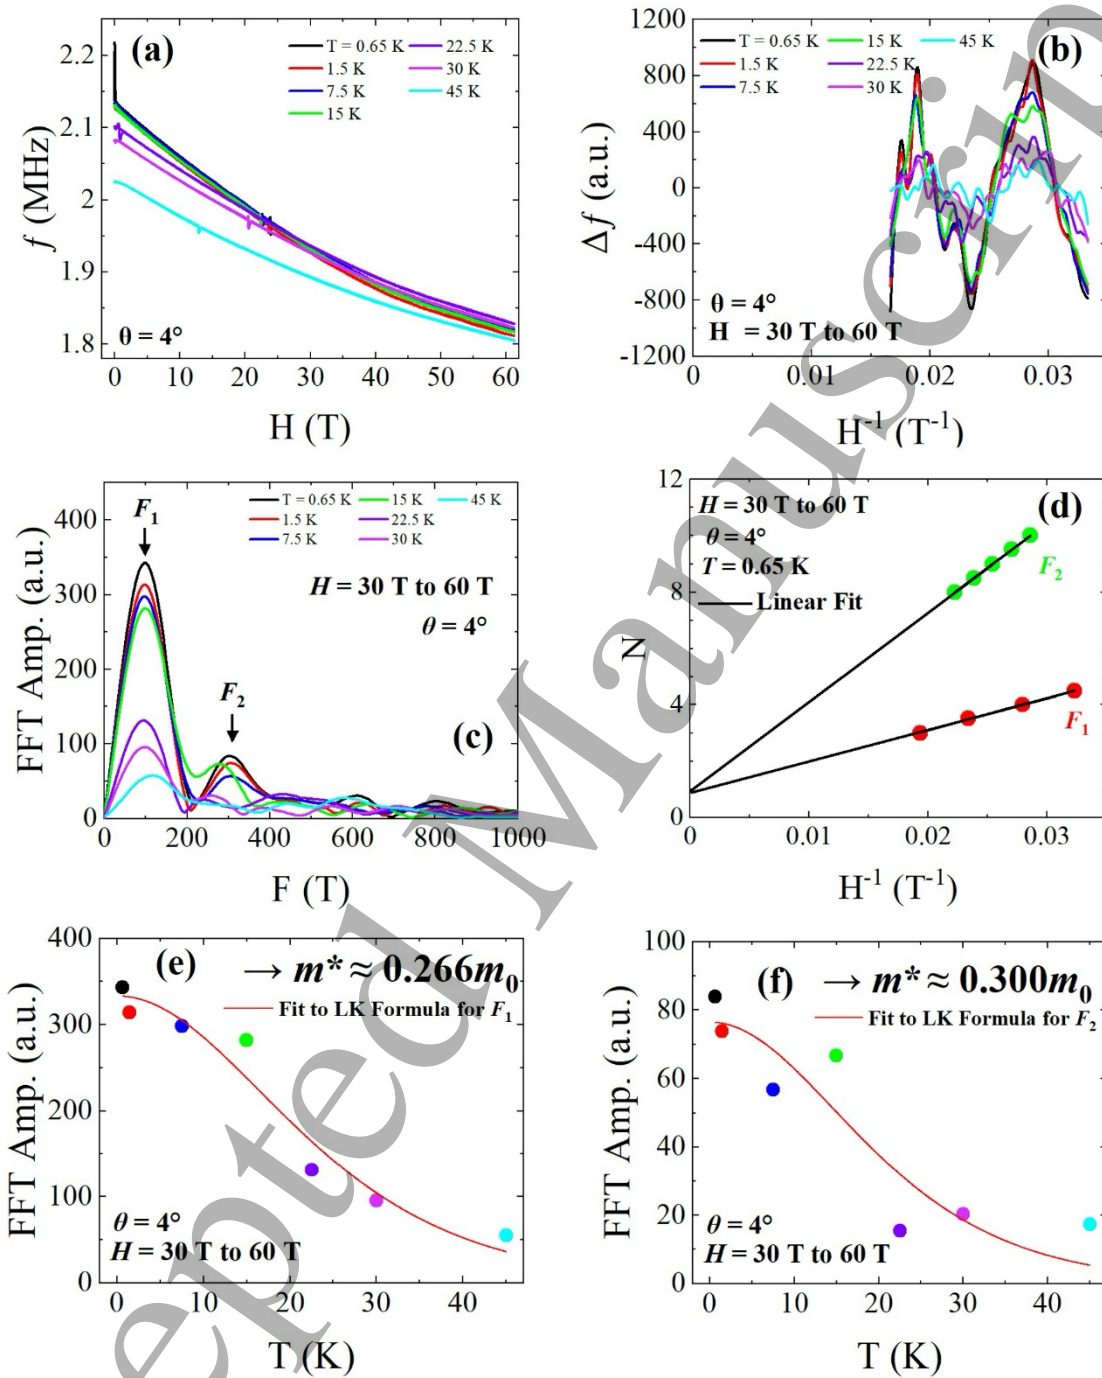 (a)
T = 0.65 K
1.5 K
7.5 K
15 K
22.5 K
30 K
45 K
2.2
2.1
2
1.9
1.8
f (MHz)
θ = 4°
0 10 20 30 40 50 60
H (T)
(b)
T = 0.65 K
1.5 K
7.5 K
15 K
22.5 K
30 K
45 K
1200
800
400
0
-400
-800
-1200
Δf (a.u.)
θ = 4°
H = 30 T to 60 T
0 0.01 0.02 0.03
H⁻¹ (T⁻¹)
T = 0.65 K
1.5 K
7.5 K
15 K
22.5 K
30 K
45 K
F₁
H = 30 T to 60 T
θ = 4°
F₂
(c)
400
300
200
100
0
FFT Amp. (a.u.)
0 200 400 600 800 1000
F (T)
H = 30 T to 60 T
θ = 4°
T = 0.65 K
Linear Fit
(d)
F₂
F₁
12
8
4
0
N
0 0.01 0.02 0.03
H⁻¹ (T⁻¹)
(e)
→ m* ≈ 0.266m₀
Fit to LK Formula for F₁
400
300
200
100
0
FFT Amp. (a.u.)
θ = 4°
H = 30 T to 60 T
0 10 20 30 40
T (K)
(f)
→ m* ≈ 0.300m₀
Fit to LK Formula for F₂
100
80
60
40
20
0
FFT Amp. (a.u.)
θ = 4°
H = 30 T to 60 T
0 10 20 30 40
T (K)
epted Manuscrip